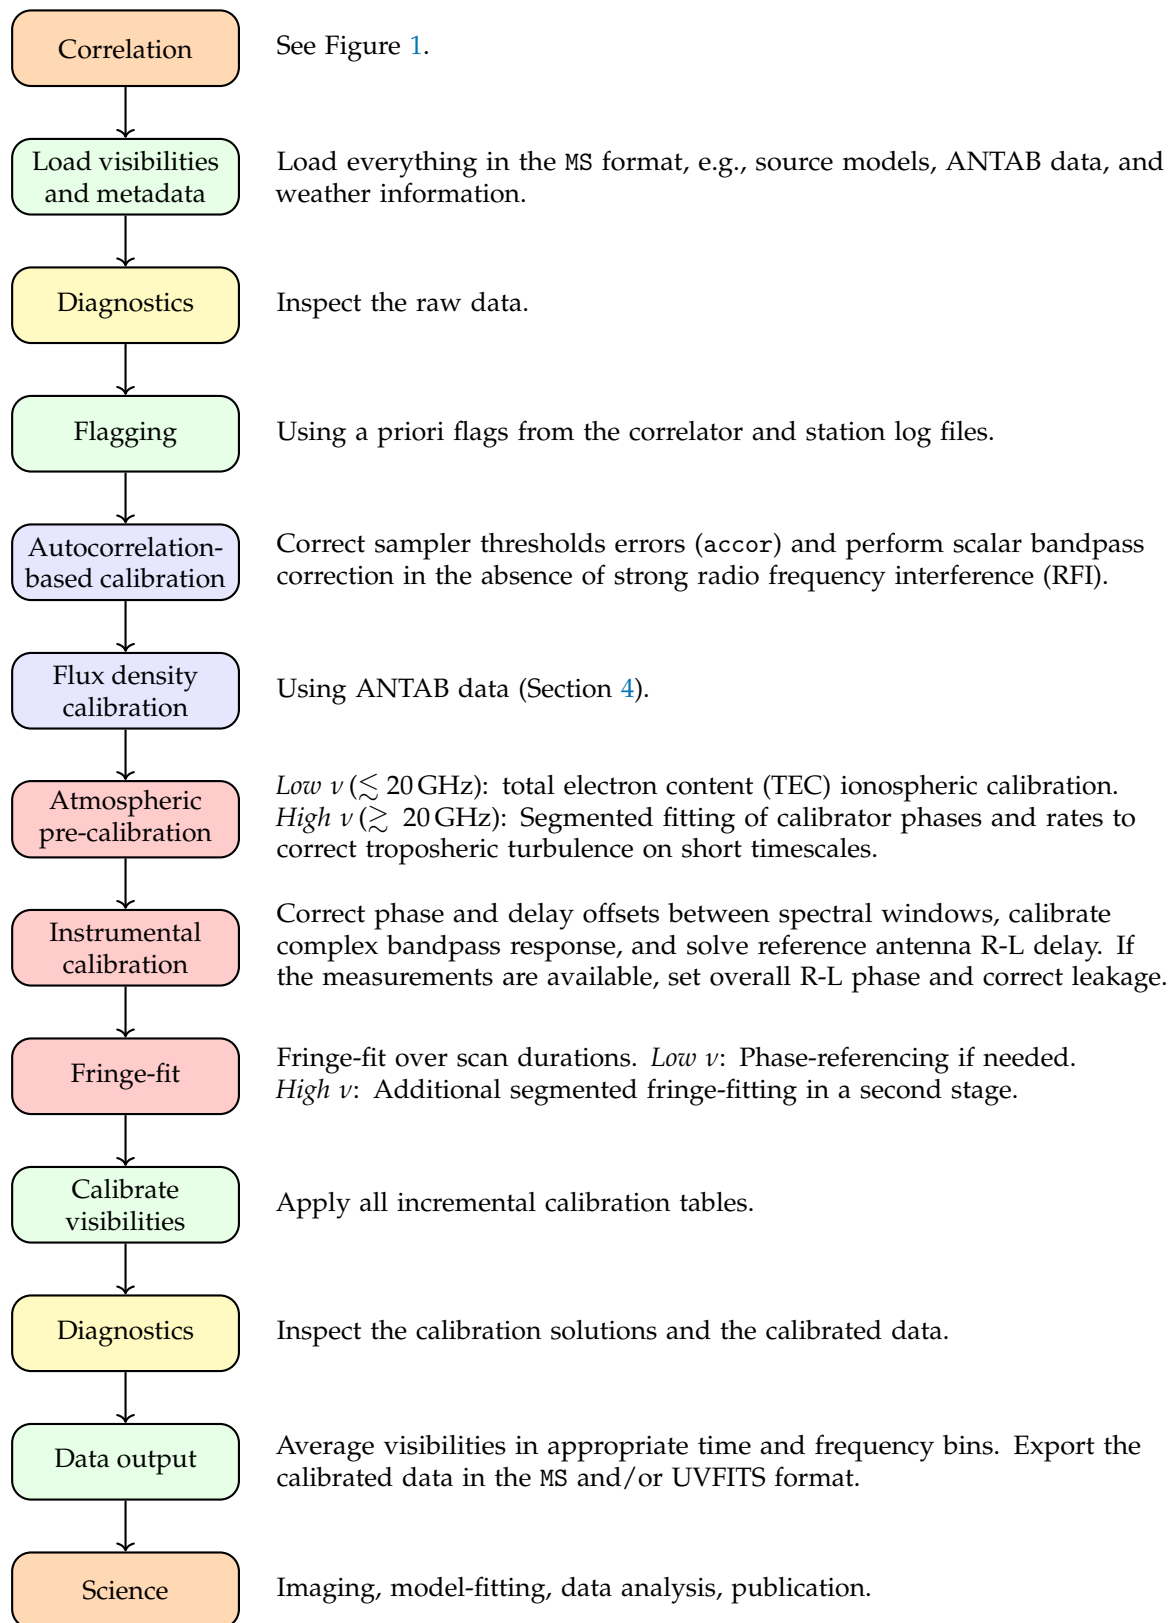 Correlation
See Figure 1.
Load visibilities
and metadata
Load everything in the MS format, e.g., source models, ANTAB data, and
weather information.
Diagnostics
Inspect the raw data.
Flagging
Using a priori flags from the correlator and station log files.
Autocorrelation-
based calibration
Correct sampler thresholds errors (accor) and perform scalar bandpass
correction in the absence of strong radio frequency interference (RFI).
Flux density
calibration
Using ANTAB data (Section 4).
Atmospheric
pre-calibration
Low ν (≲ 20 GHz): total electron content (TEC) ionospheric calibration.
High ν (≳ 20 GHz): Segmented fitting of calibrator phases and rates to
correct troposheric turbulence on short timescales.
Instrumental
calibration
Correct phase and delay offsets between spectral windows, calibrate
complex bandpass response, and solve reference antenna R-L delay. If
the measurements are available, set overall R-L phase and correct leakage.
Fringe-fit
Fringe-fit over scan durations. Low ν: Phase-referencing if needed.
High ν: Additional segmented fringe-fitting in a second stage.
Calibrate
visibilities
Apply all incremental calibration tables.
Diagnostics
Inspect the calibration solutions and the calibrated data.
Data output
Average visibilities in appropriate time and frequency bins. Export the
calibrated data in the MS and/or UVFITS format.
Science
Imaging, model-fitting, data analysis, publication.